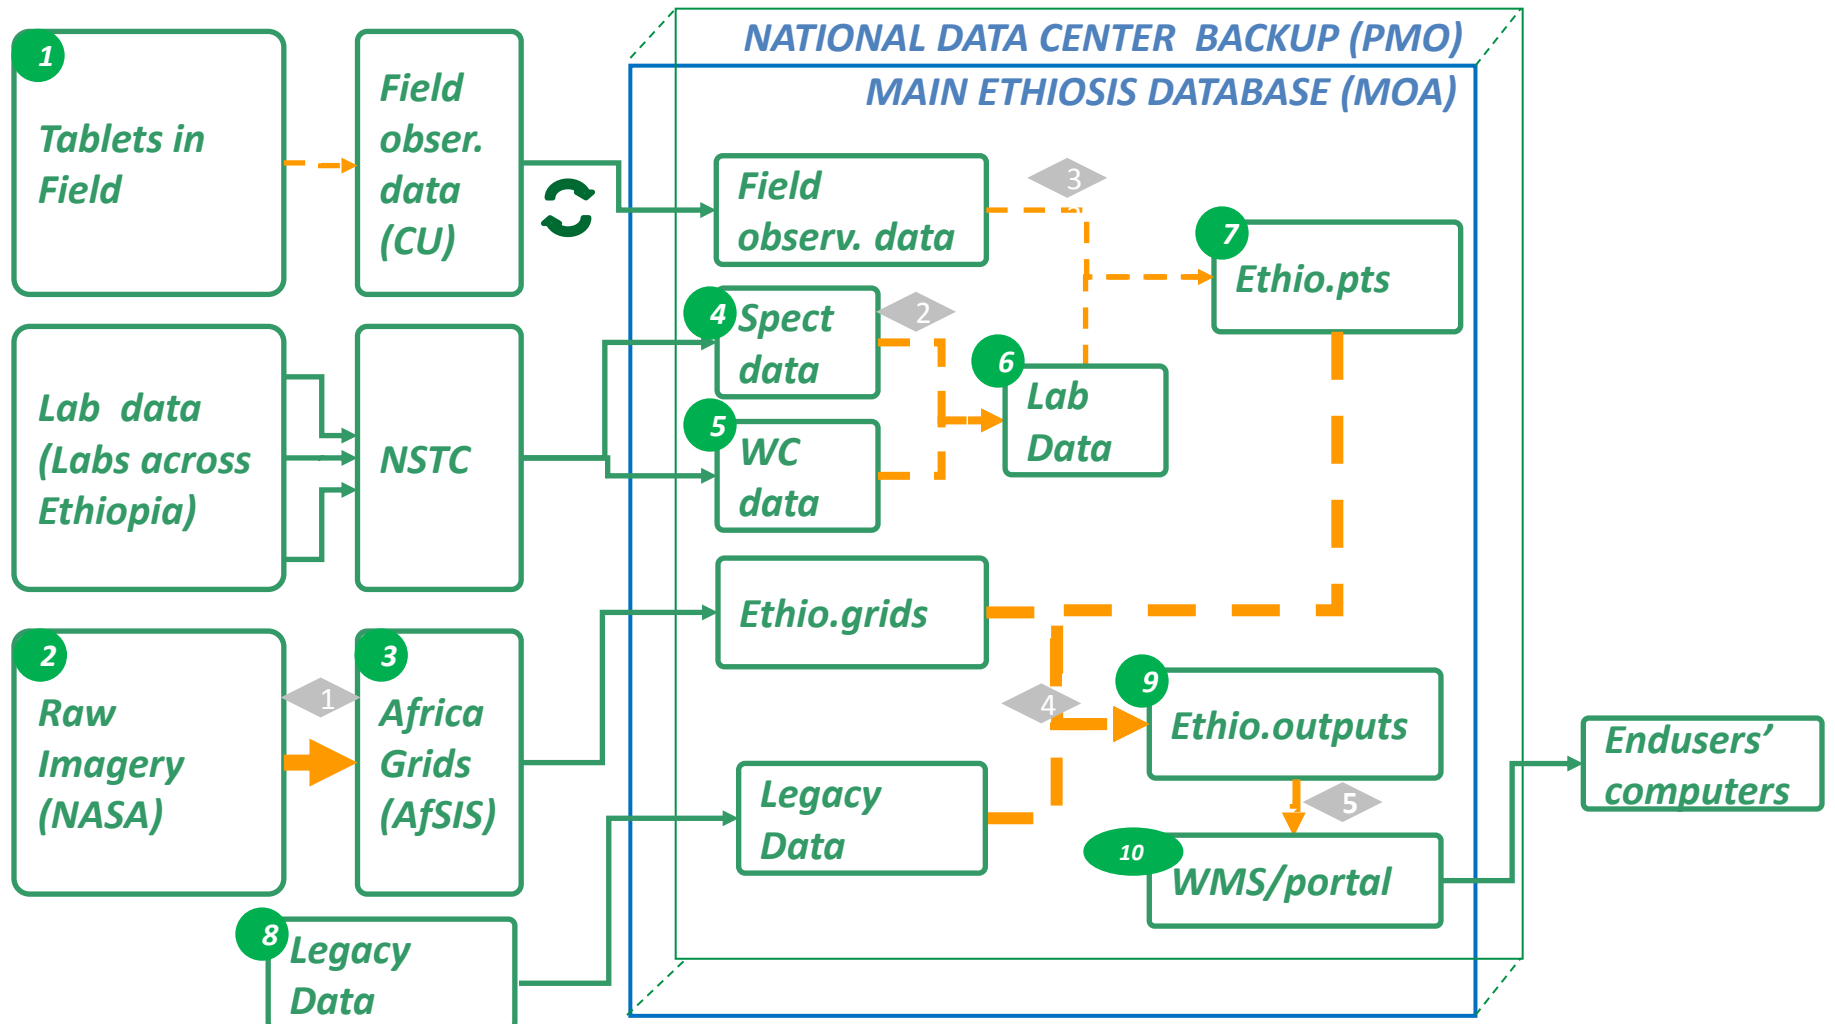 NATIONAL DATA CENTER BACKUP (PMO)
MAIN ETHIOSIS DATABASE (MOA)
1
Tablets in
Field
Field
obser.
data
(CU)
Field
observ. data
3
7
Ethio.pts
Lab data
(Labs across
Ethiopia)
NSTC
4
Spect
data
2
5
WC
data
6
Lab
Data
2
Raw
Imagery
(NASA)
1
3
Africa
Grids
(AfSIS)
Ethio.grids
4
9
Ethio.outputs
Legacy
Data
5
10
WMS/portal
Endusers’
computers
8
Legacy
Data